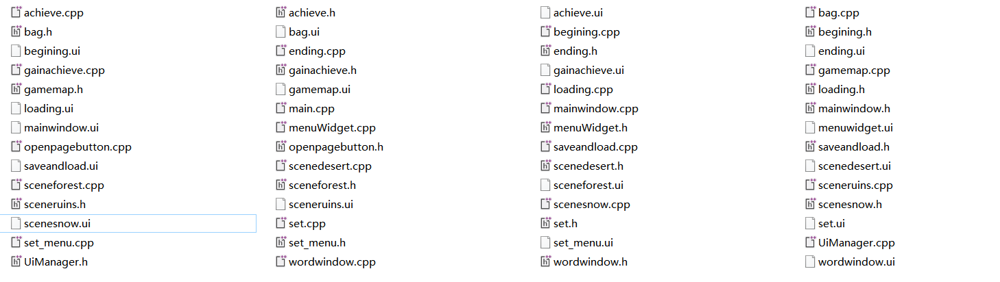 achieve.cpp achieve.h achieve.ui bag.cpp
bag.h bag.ui begining.cpp begining.h
begining.ui ending.cpp ending.h ending.ui
gainachieve.cpp gainachieve.h gainachieve.ui gamemap.cpp
gamemap.h gamemap.ui loading.cpp loading.h
loading.ui main.cpp mainwindow.cpp mainwindow.h
mainwindow.ui menuWidget.cpp menuWidget.h menuwidget.ui
openpagebutton.cpp openpagebutton.h saveandload.cpp saveandload.h
saveandload.ui scenedesert.cpp scenedesert.h scenedesert.ui
sceneforest.cpp sceneforest.h sceneforest.ui sceneruins.cpp
sceneruins.h sceneruins.ui scenesnow.cpp scenesnow.h
scenesnow.ui set.cpp set.h set.ui
set_menu.cpp set_menu.h set_menu.ui UiManager.cpp
UiManager.h wordwindow.cpp wordwindow.h wordwindow.ui